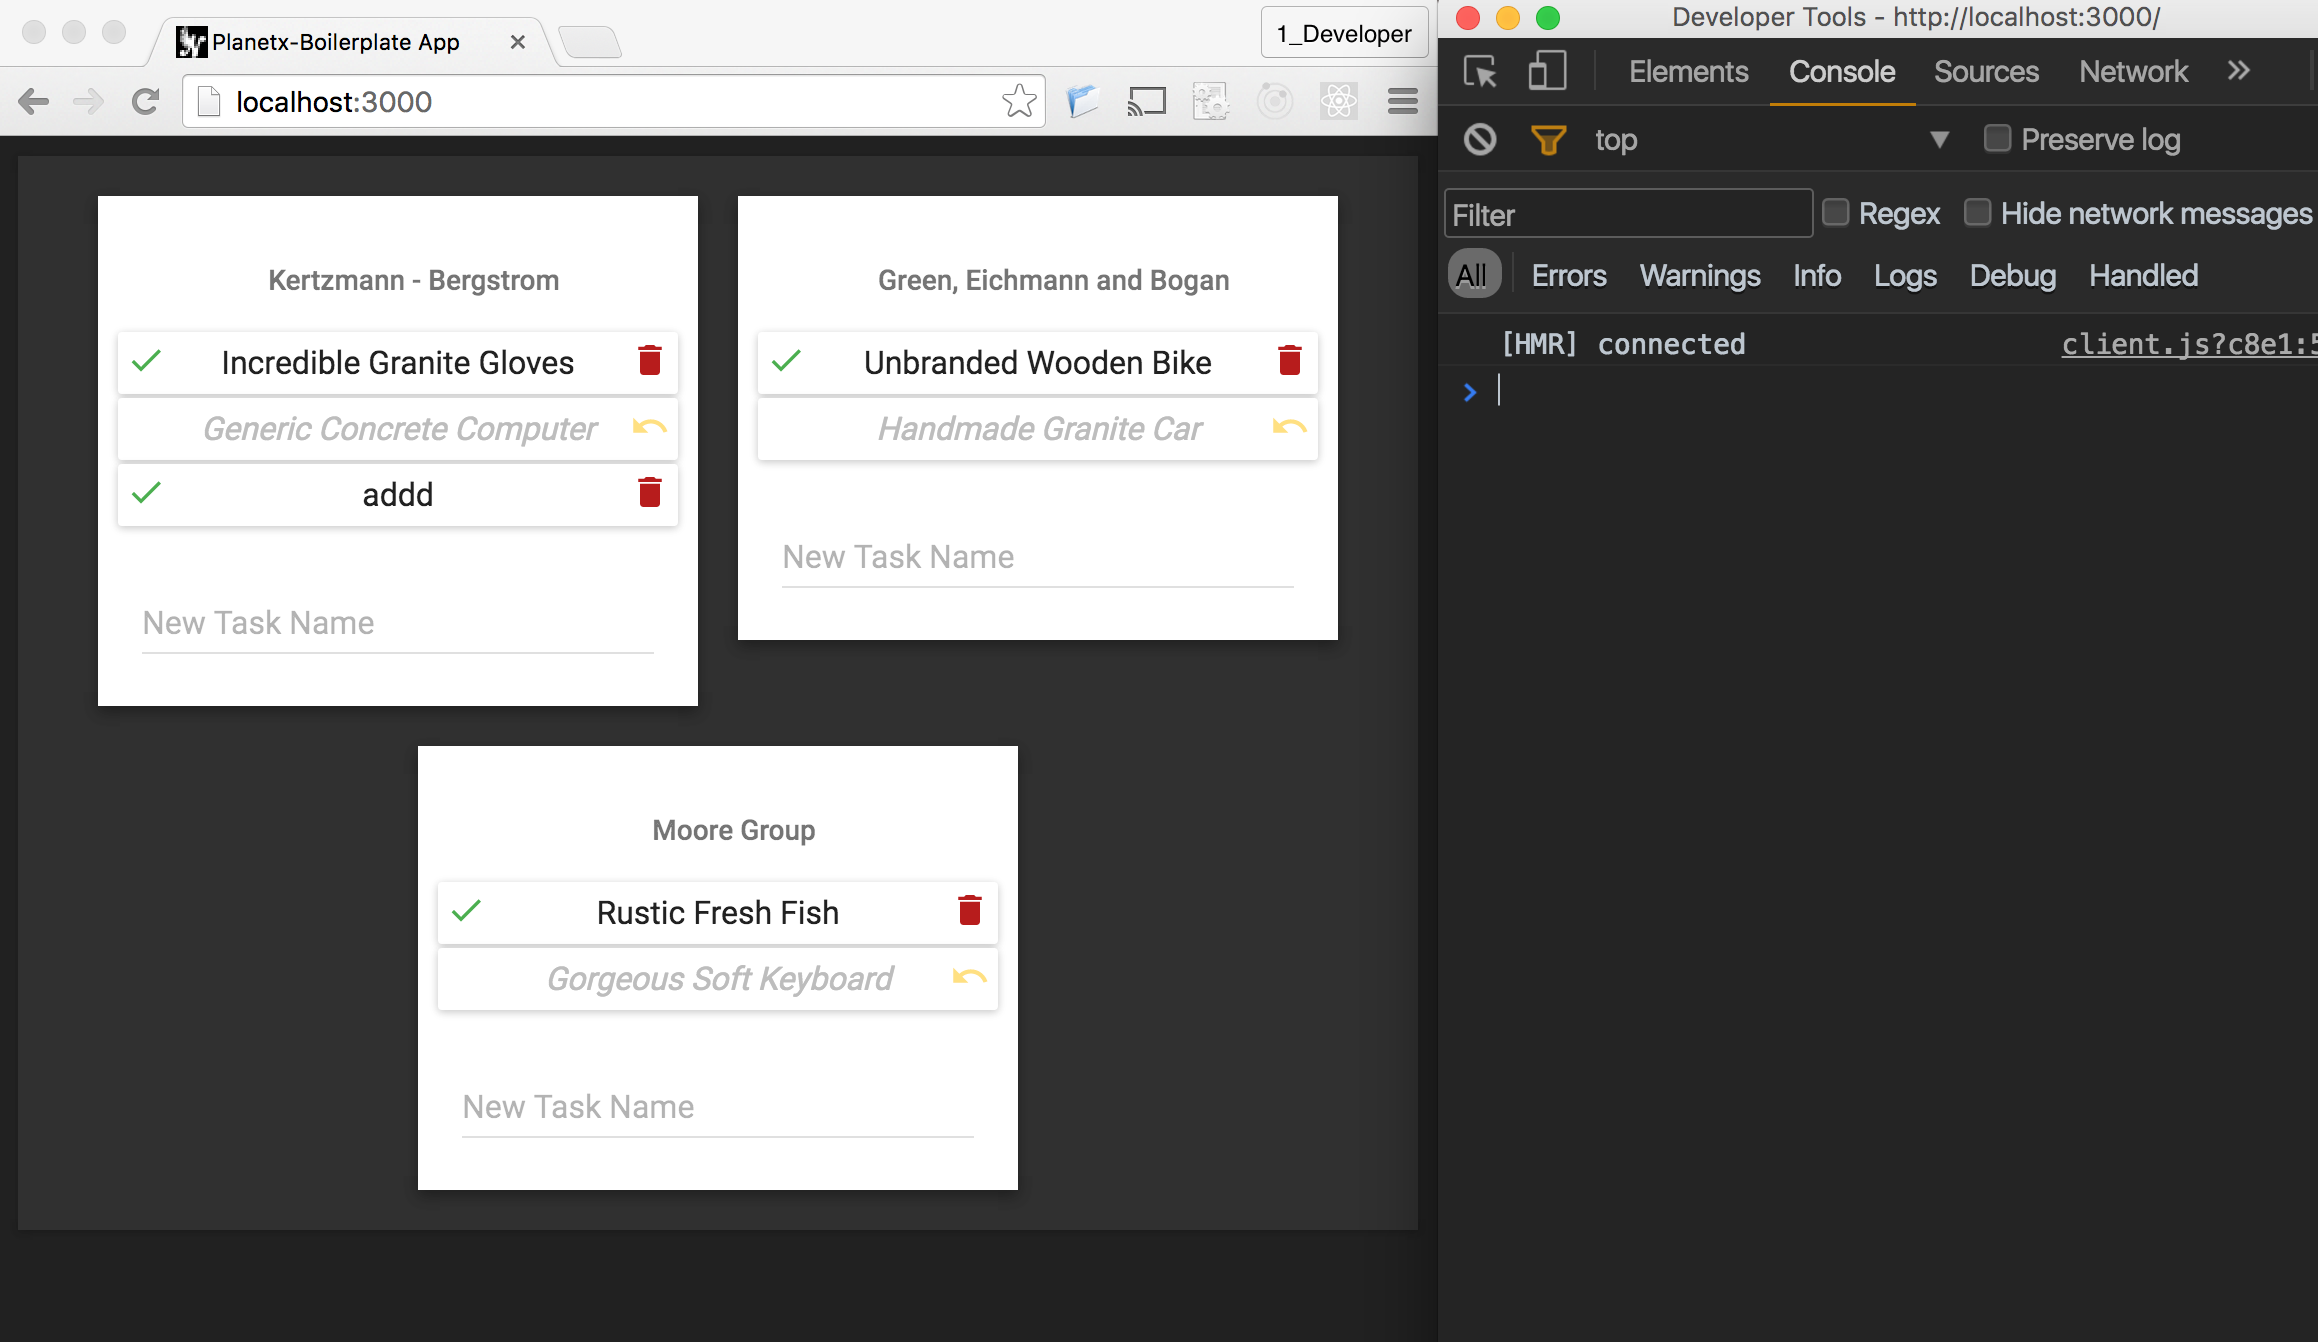 Planetx-Boilerplate App
1_Developer
localhost:3000
Kertzmann - Bergstrom
Incredible Granite Gloves
Generic Concrete Computer
addd
New Task Name
Green, Eichmann and Bogan
Unbranded Wooden Bike
Handmade Granite Car
New Task Name
Moore Group
Rustic Fresh Fish
Gorgeous Soft Keyboard
New Task Name
Developer Tools - http://localhost:3000/
Elements Console Sources Network
top Preserve log
Filter Regex Hide network messages
All Errors Warnings Info Logs Debug Handled
[HMR] connected client.js?c8e1:5